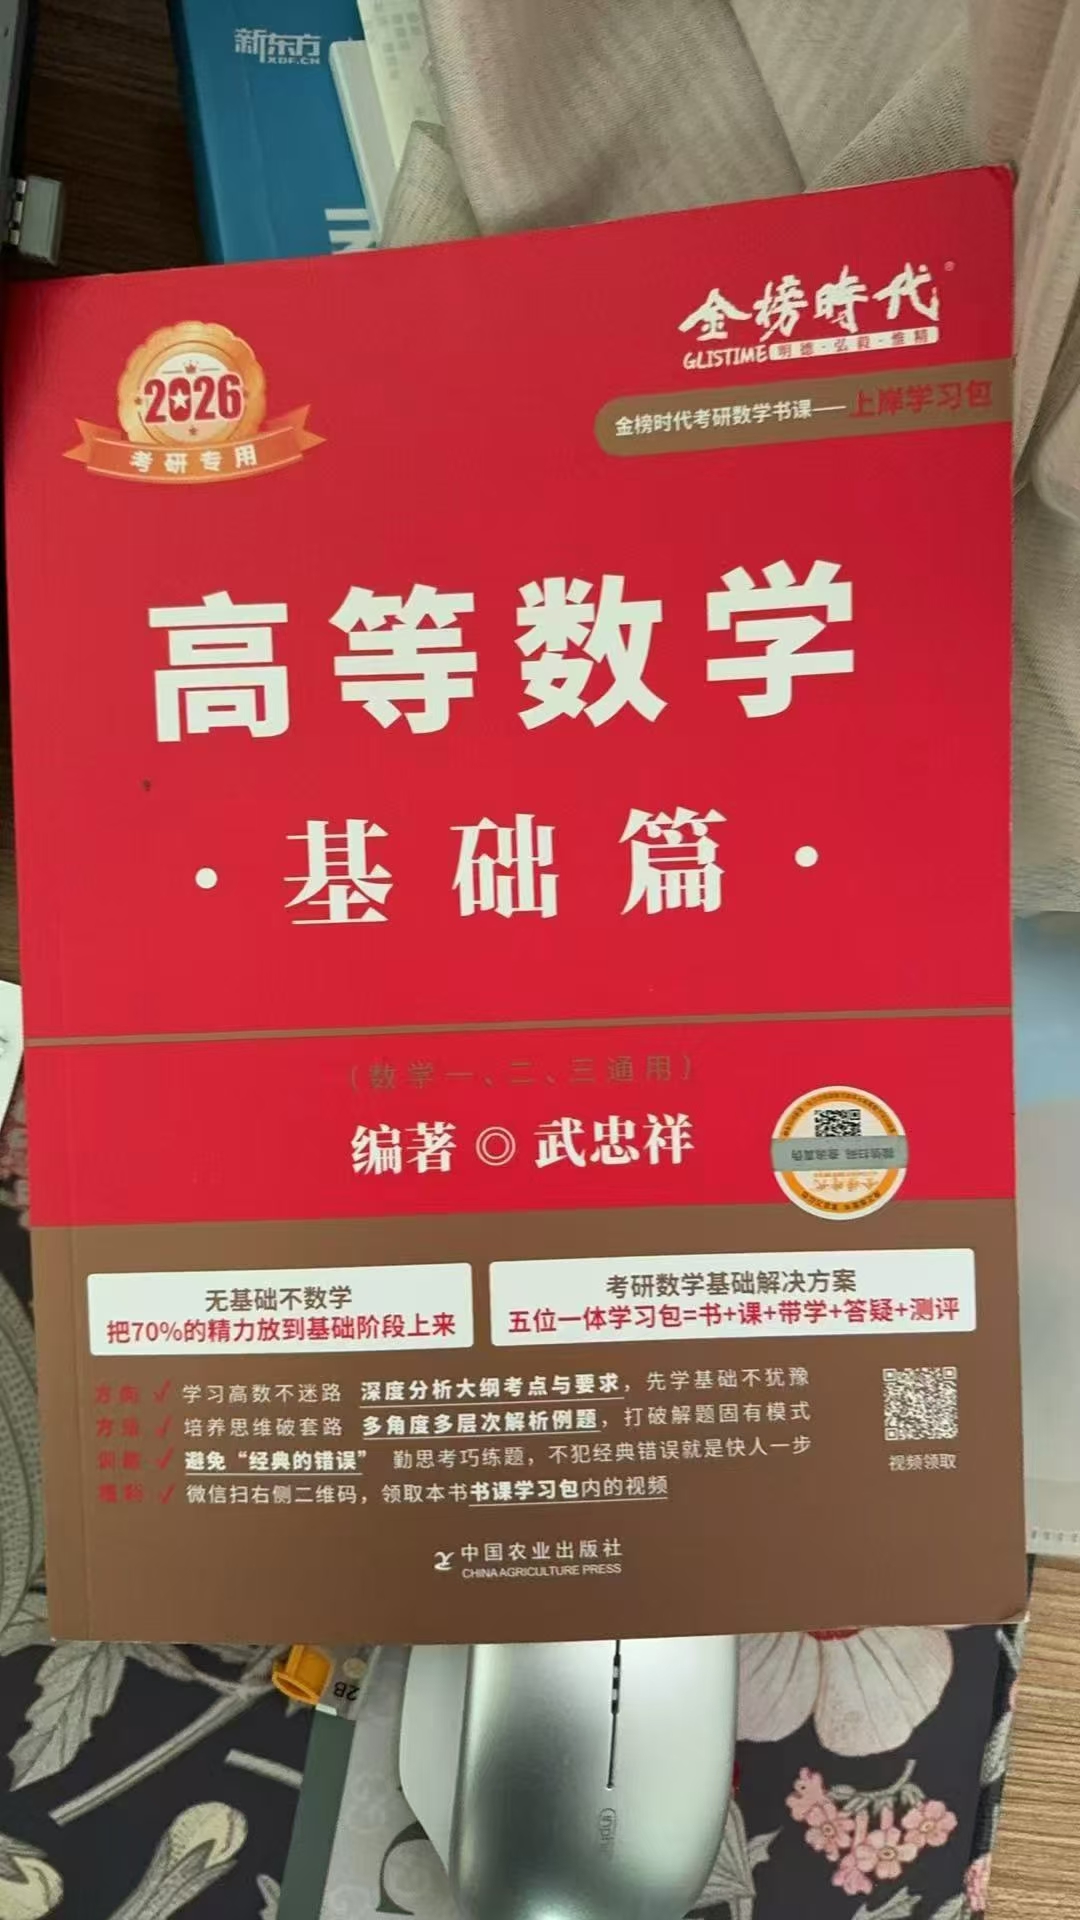 新东方
XDF.CN
金榜時代
GLISTIME 明德·弘毅·惟精
金榜时代考研数学书课——上岸学习包
2026
考研专用
高等数学
·基础篇·
(数学一、二、三通用)
编著◎武忠祥
无基础不数学
把70%的精力放到基础阶段上来
考研数学基础解决方案
五位一体学习包=书+课+带学+答疑+测评
方向 ✓ 学习高数不迷路 深度分析大纲考点与要求，先学基础不犹豫
方法 ✓ 培养思维破套路 多角度多层次解析例题，打破解题固有模式
训练 ✓ 避免“经典的错误” 勤思考巧练题，不犯经典错误就是快人一步
福利 ✓ 微信扫右侧二维码，领取本书书课学习包内的视频
视频领取
中国农业出版社
CHINA AGRICULTURE PRESS
2B
inphic